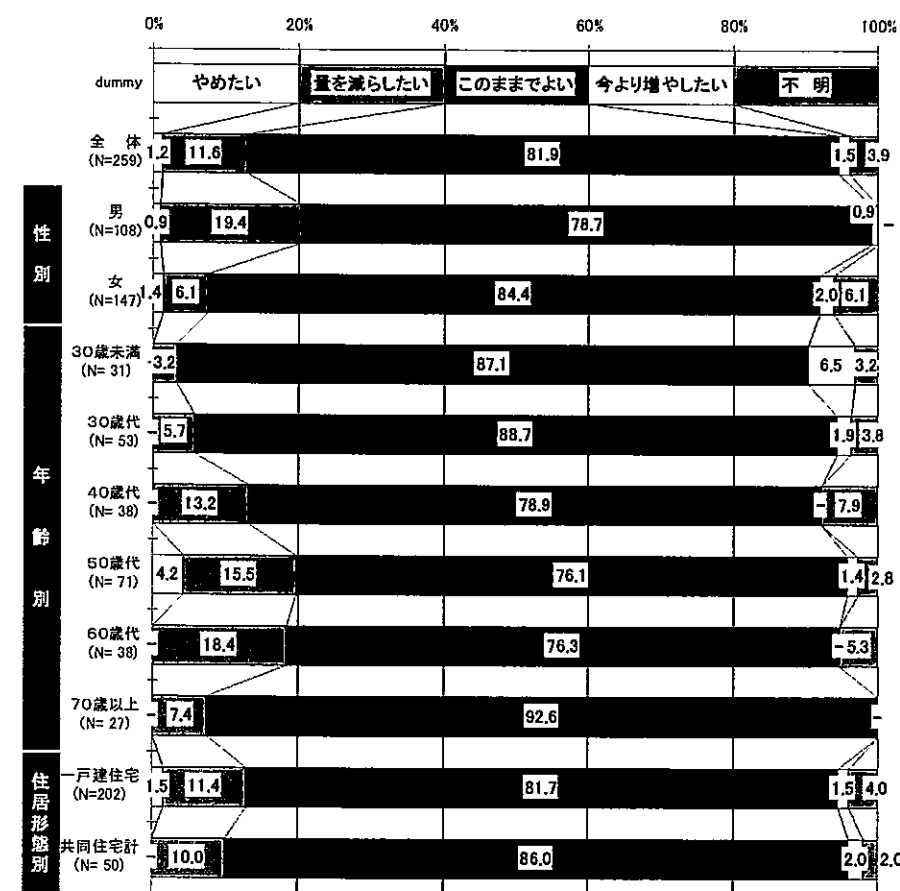 0% 20% 40% 60% 80% 100%
dummy やめたい 量を減らしたい このままでよい 今より増やしたい 不 明
全 体
(N=259) 1.2 11.6 81.9 1.5 3.9
性別
男
(N=108) 0.9 19.4 78.7 0.9 -
女
(N=147) 1.4 6.1 84.4 2.0 6.1
年齢別
30歳未満
(N= 31) - 3.2 87.1 6.5 3.2
30歳代
(N= 53) - 5.7 88.7 1.9 3.8
40歳代
(N= 38) 13.2 78.9 - 7.9
50歳代
(N= 71) 4.2 15.5 76.1 1.4 2.8
60歳代
(N= 38) - 18.4 76.3 - 5.3
70歳以上
(N= 27) - 7.4 92.6 -
住居形態別
一戸建住宅
(N=202) 1.5 11.4 81.7 1.5 4.0
共同住宅計
(N= 50) - 10.0 86.0 2.0 2.0